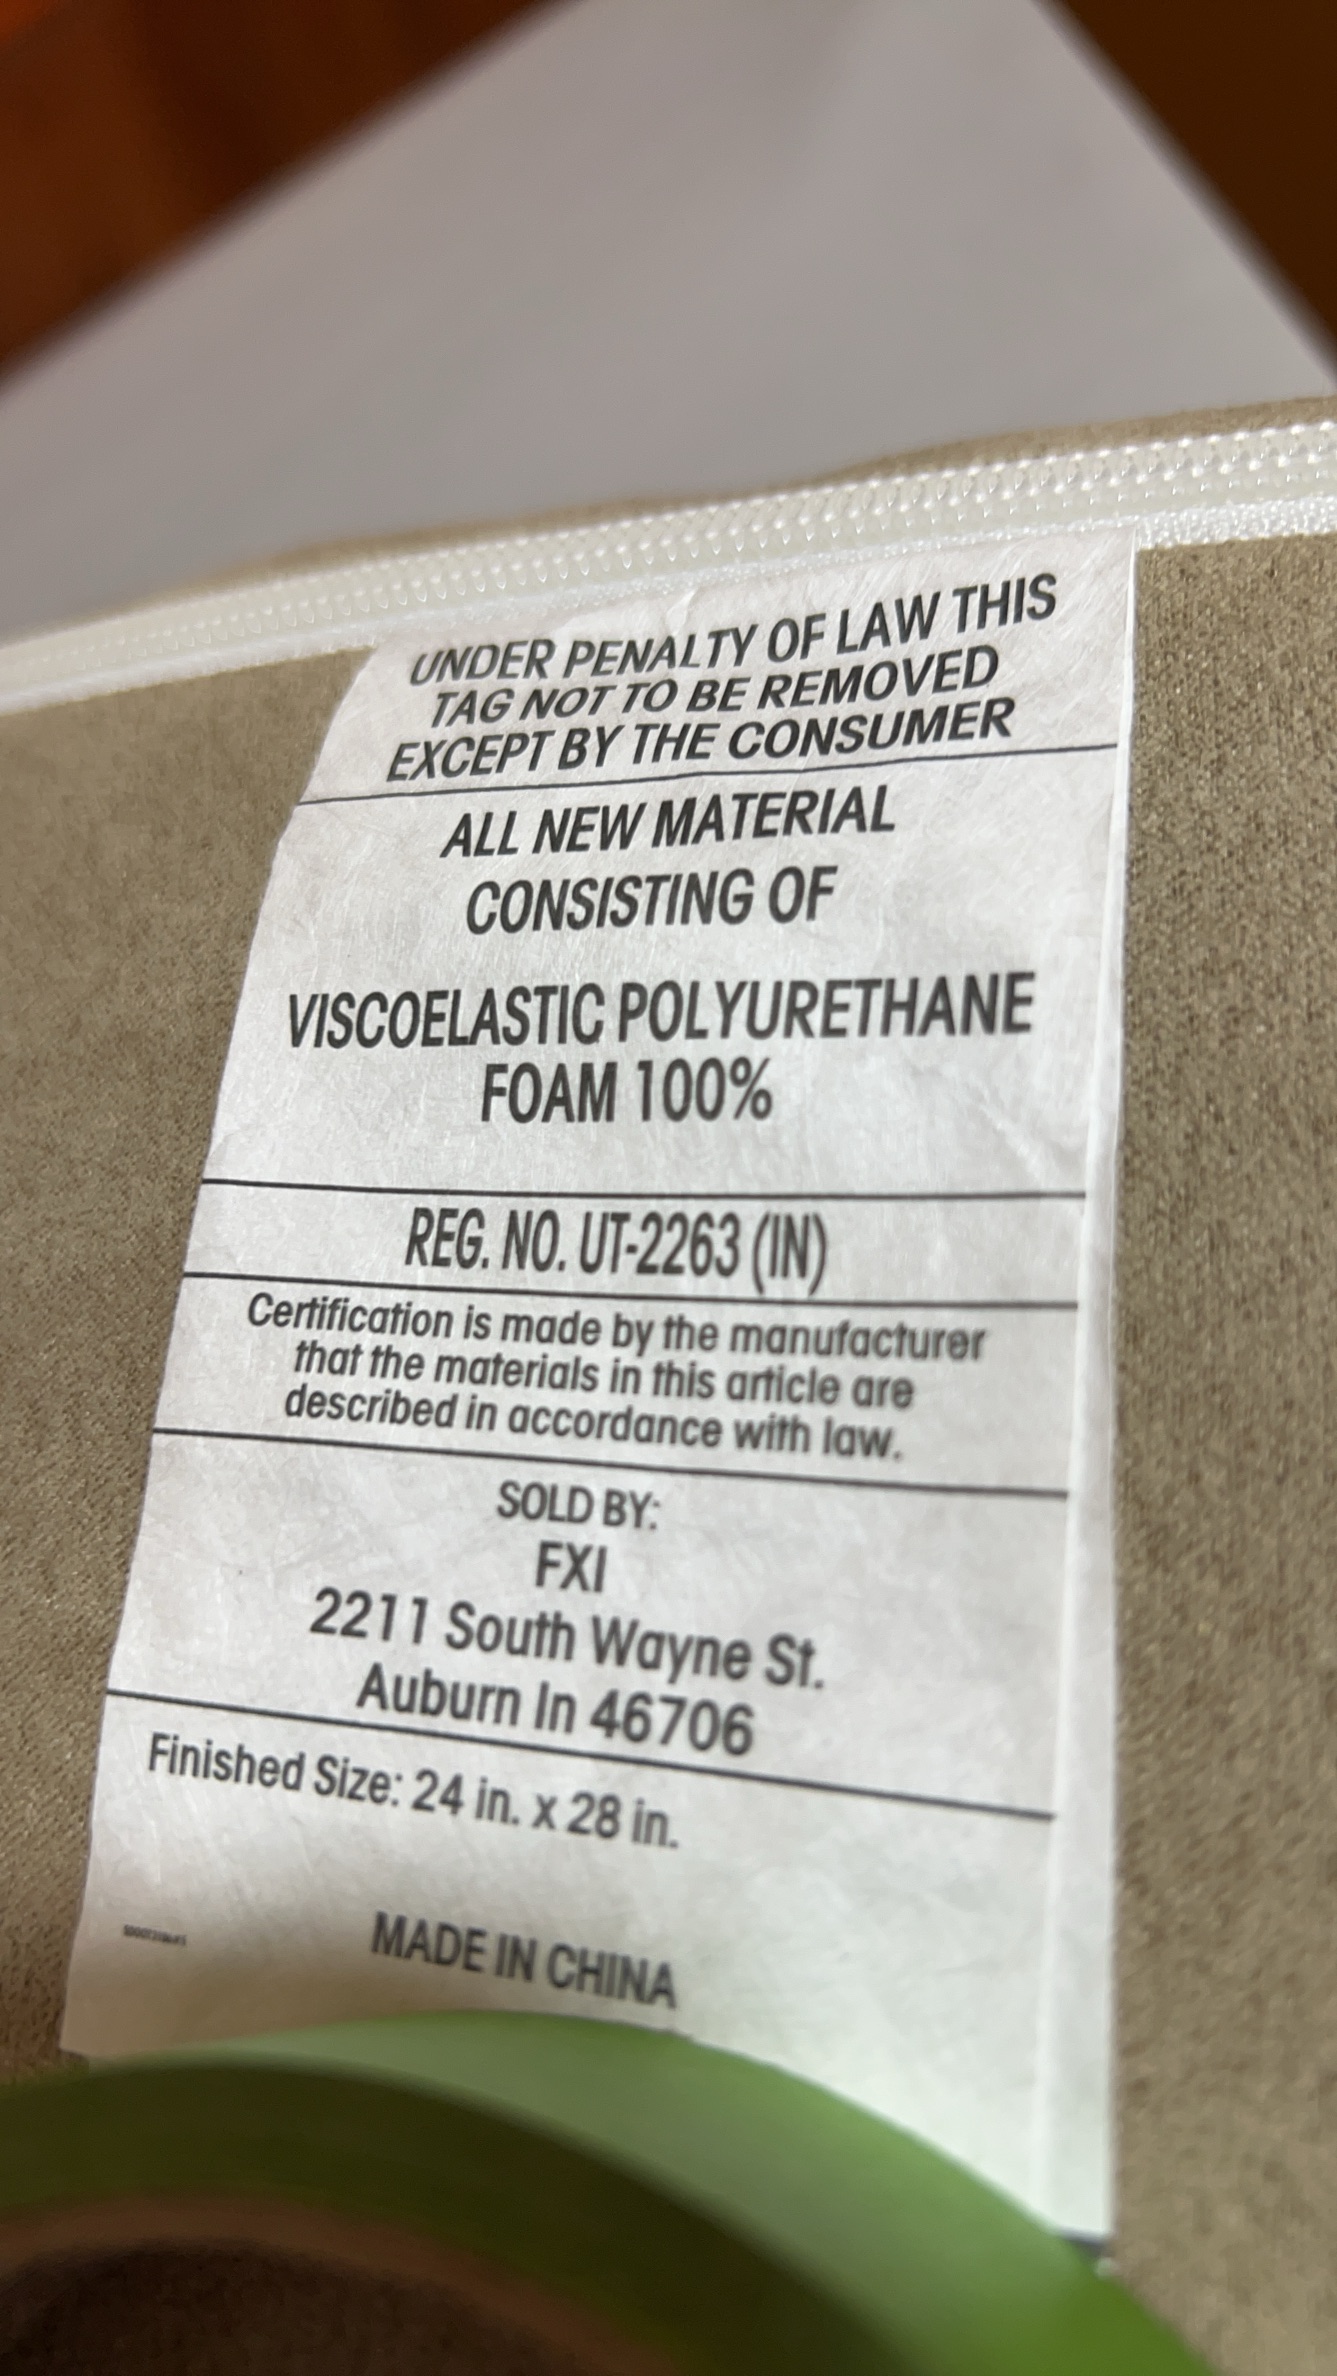 UNDER PENALTY OF LAW THIS
TAG NOT TO BE REMOVED
EXCEPT BY THE CONSUMER
ALL NEW MATERIAL
CONSISTING OF
VISCOELASTIC POLYURETHANE
FOAM 100%
REG. NO. UT-2263 (IN)
Certification is made by the manufacturer
that the materials in this article are
described in accordance with law.
SOLD BY:
FXI
2211 South Wayne St.
Auburn In 46706
Finished Size: 24 in. x 28 in.
MADE IN CHINA